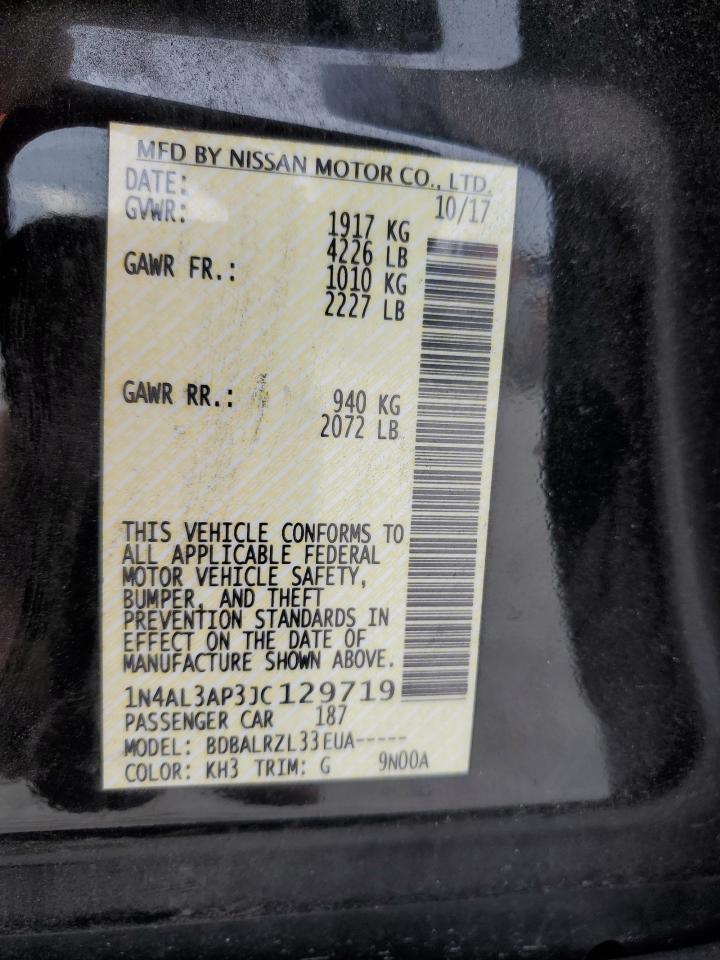 MFD BY NISSAN MOTOR CO., LTD.
DATE: 10/17
GVWR: 1917 KG
4226 LB
GAWR FR.: 1010 KG
2227 LB
GAWR RR.: 940 KG
2072 LB
THIS VEHICLE CONFORMS TO
ALL APPLICABLE FEDERAL
MOTOR VEHICLE SAFETY,
BUMPER, AND THEFT
PREVENTION STANDARDS IN
EFFECT ON THE DATE OF
MANUFACTURE SHOWN ABOVE.
1N4AL3AP3JC129719
PASSENGER CAR 187
MODEL: BDBALRZL33EUA-----
COLOR: KH3 TRIM: G 9N00A